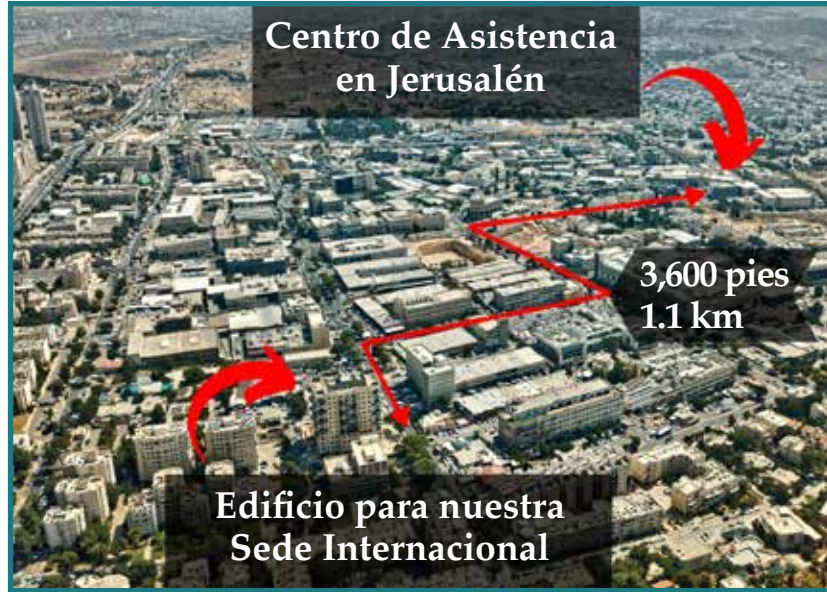 Centro de Asistencia
en Jerusalén
3,600 pies
1.1 km
Edificio para nuestra
Sede Internacional